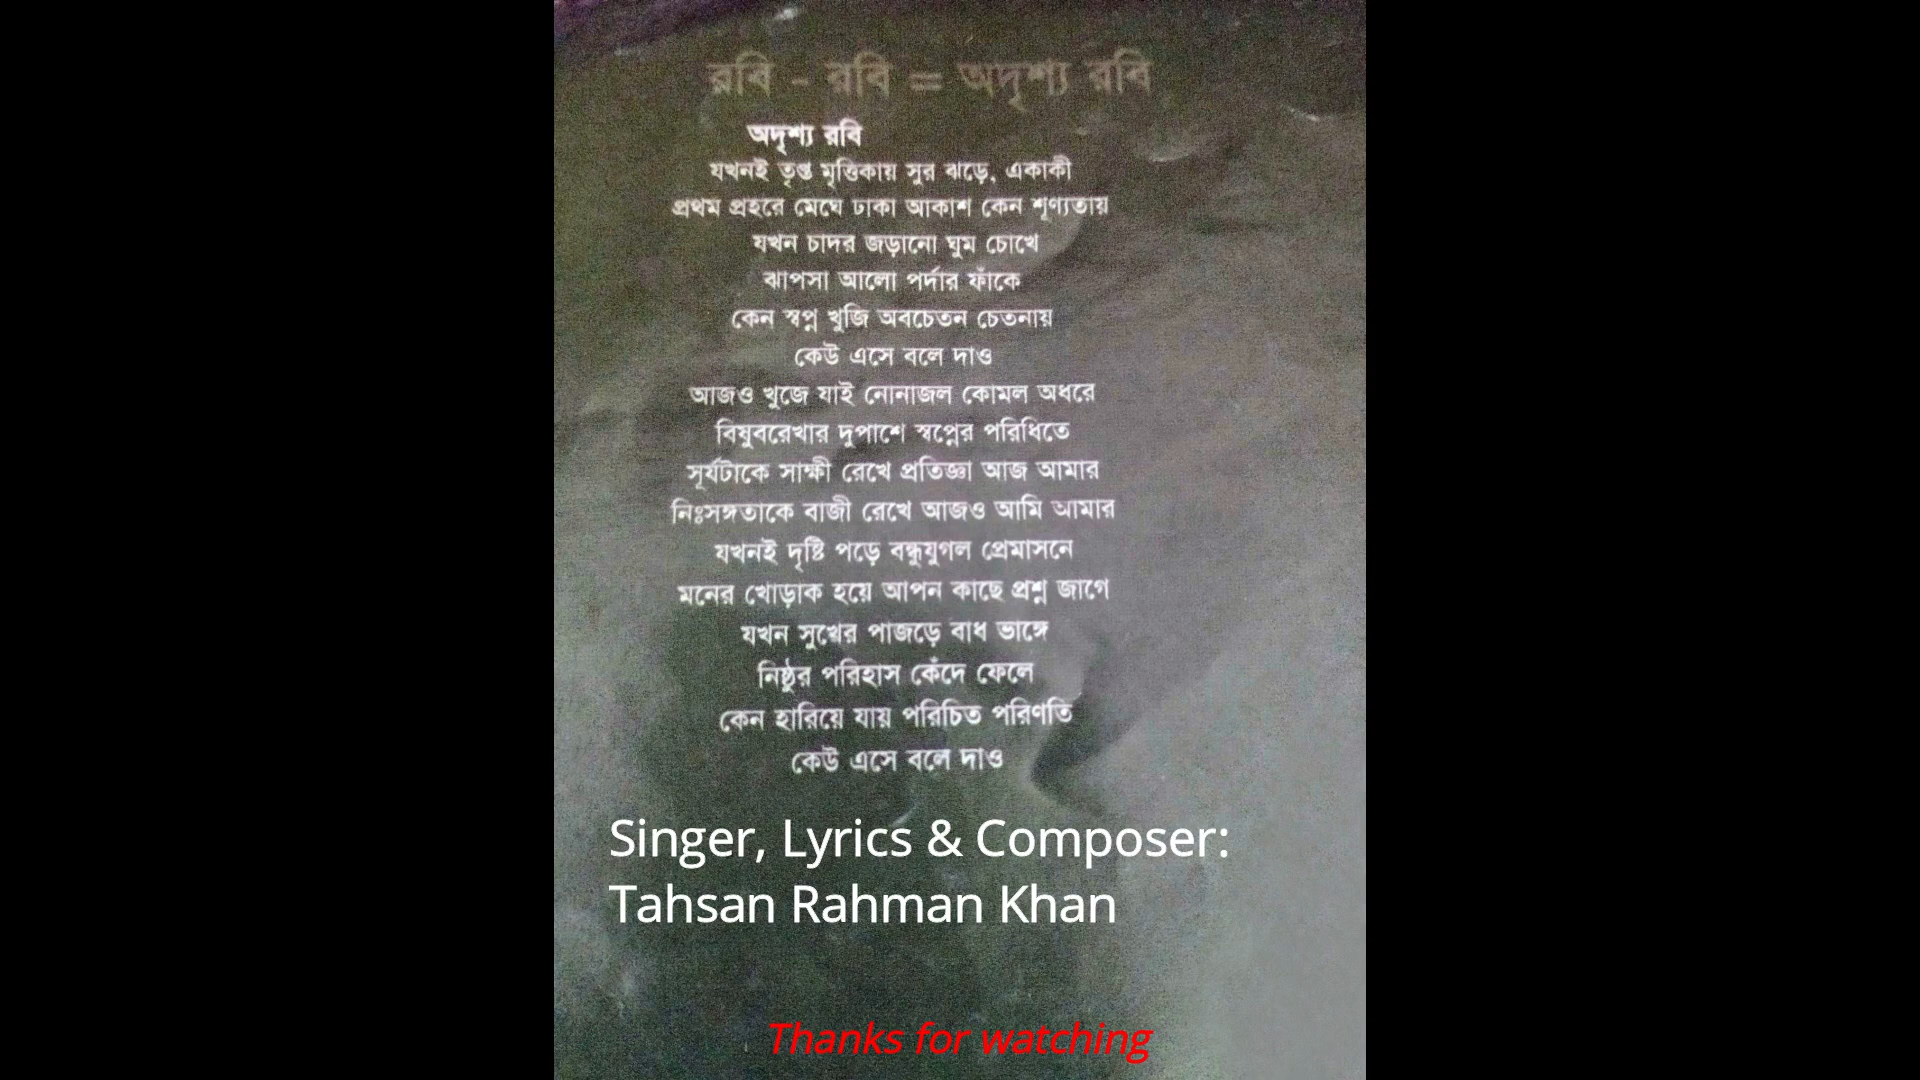 রবি - রবি = অদৃশ্য রবি
অদৃশ্য রবি
যখনই তৃপ্ত মৃত্তিকায় সুর ঝড়ে, একাকী
প্রথম প্রহরে মেঘে ঢাকা আকাশ কেন শূণ্যতায়
যখন চাদর জড়ানো ঘুম চোখে
ঝাপসা আলো পর্দার ফাঁকে
কেন স্বপ্ন খুজি অবচেতন চেতনায়
কেউ এসে বলে দাও
আজও খুজে যাই নোনাজল কোমল অধরে
বিষুবরেখার দুপাশে স্বপ্নের পরিধিতে
সূর্যটাকে সাক্ষী রেখে প্রতিজ্ঞা আজ আমার
নিঃসঙ্গতাকে বাজী রেখে আজও আমি আমার
যখনই দৃষ্টি পড়ে বন্ধুযুগল প্রেমাসনে
মনের খোড়াক হয়ে আপন কাছে প্রশ্ন জাগে
যখন সুখের পাজড়ে বাধ ভাঙ্গে
নিষ্ঠুর পরিহাস কেঁদে ফেলে
কেন হারিয়ে যায় পরিচিত পরিণতি
কেউ এসে বলে দাও
Singer, Lyrics & Composer:
Tahsan Rahman Khan
Thanks for watching